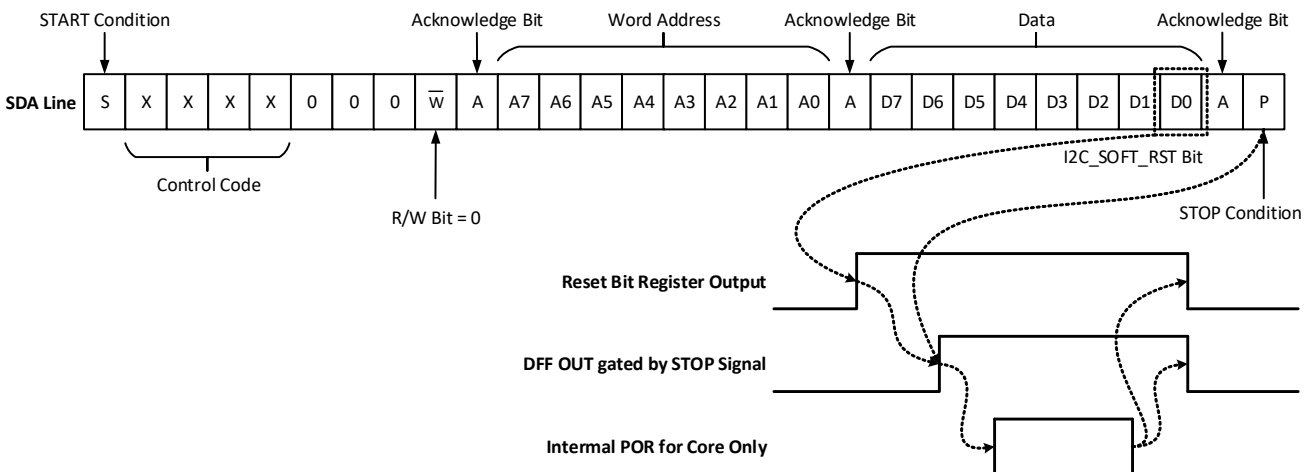 START Condition Acknowledge Bit Word Address Acknowledge Bit Data Acknowledge Bit
SDA Line S X X X X 0 0 0 W̅ A A7 A6 A5 A4 A3 A2 A1 A0 A D7 D6 D5 D4 D3 D2 D1 D0 A P
I2C_SOFT_RST Bit
Control Code
R/W Bit = 0 STOP Condition
Reset Bit Register Output
DFF OUT gated by STOP Signal
Internal POR for Core Only